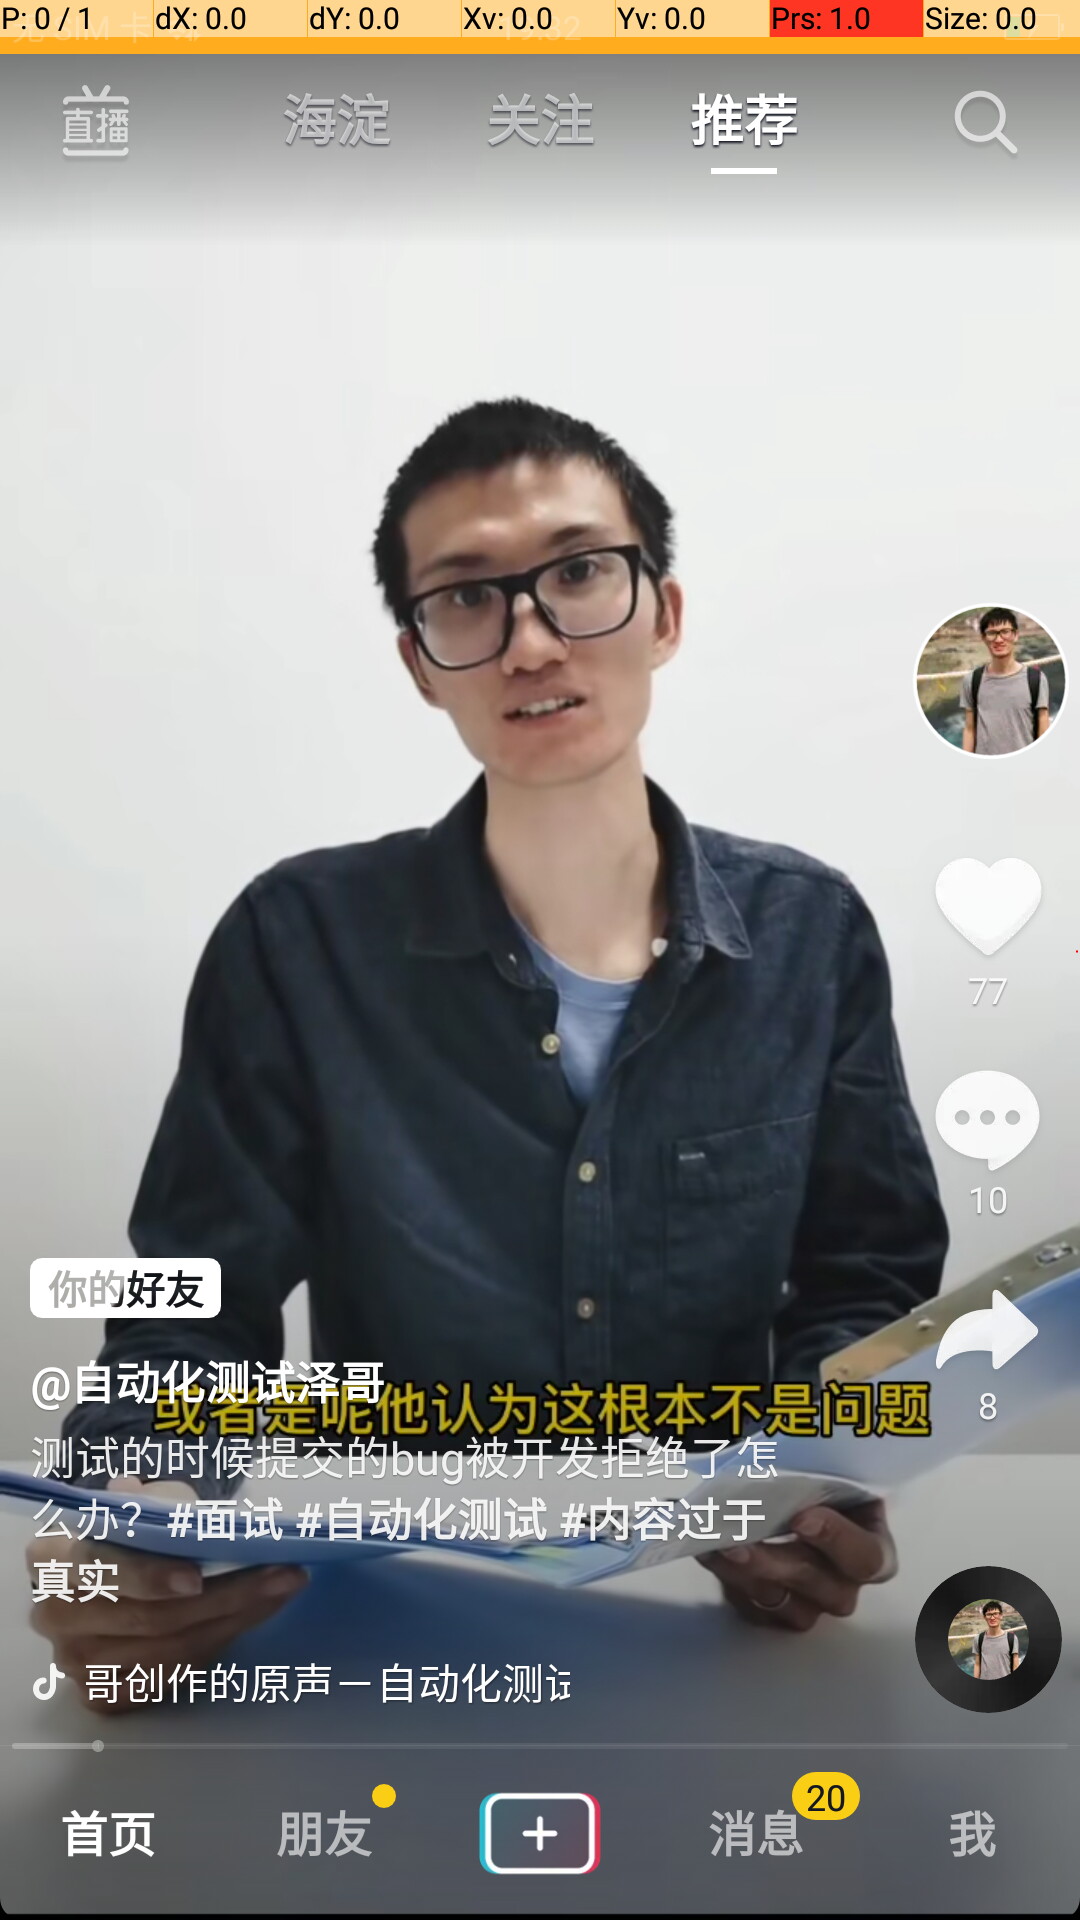 P: 0 / 1 dX: 0.0 dY: 0.0 Xv: 0.0 Yv: 0.0 Prs: 1.0 Size: 0.0
直播 海淀 关注 推荐
77
10
你的好友
8
@自动化测试泽哥
或者是呢他认为这根本不是问题
测试的时候提交的bug被开发拒绝了怎
么办？#面试 #自动化测试 #内容过于
真实
哥创作的原声－自动化测
首页 朋友 消息 20 我